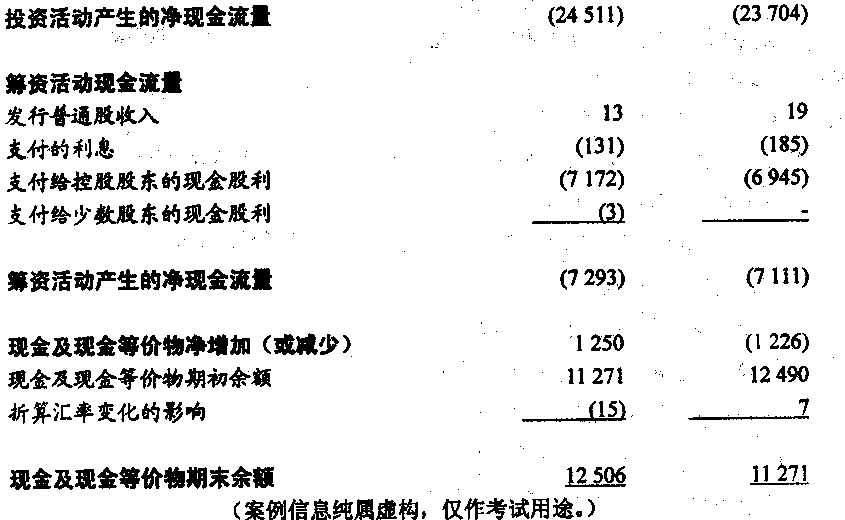 投资活动产生的净现金流量 (24 511) (23 704)
筹资活动现金流量
发行普通股收入 13 19
支付的利息 (131) (185)
支付给控股股东的现金股利 (7 172) (6 945)
支付给少数股东的现金股利 (3) -
筹资活动产生的净现金流量 (7 293) (7 111)
现金及现金等价物净增加（或减少） 1 250 (1 226)
现金及现金等价物期初余额 11 271 12 490
折算汇率变化的影响 (15) 7
现金及现金等价物期末余额 12 506 11 271
（案例信息纯属虚构，仅作考试用途。）